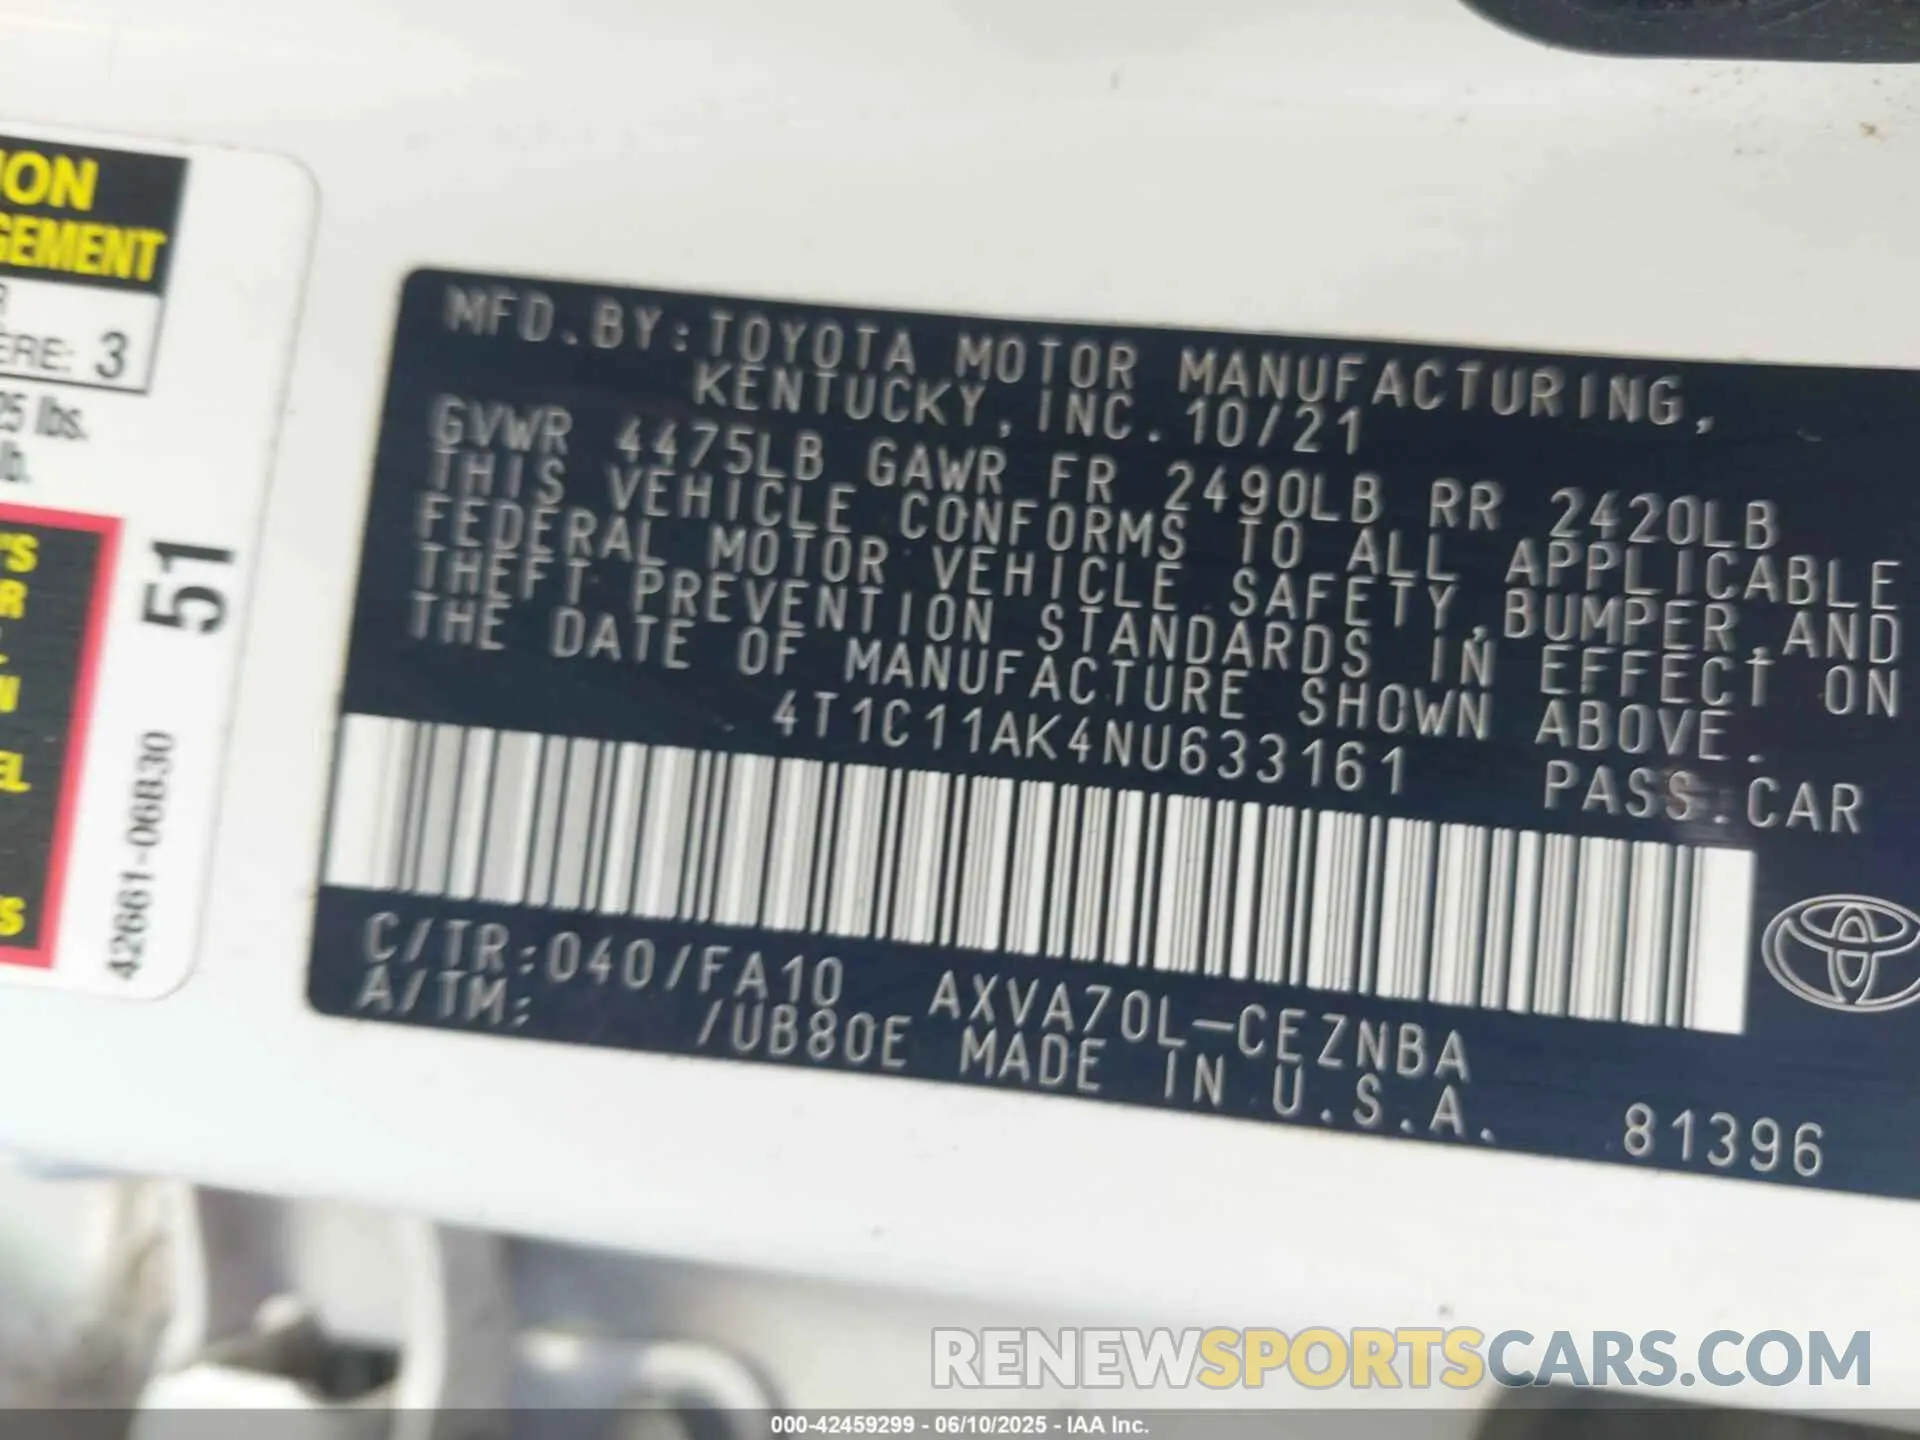 ION
GEMENT
R
ERE: 3
25 lbs.
lb.
'S
R
N
EL
S
51
42661-06B30
MFD.BY:TOYOTA MOTOR MANUFACTURING,
KENTUCKY,INC.10/21
GVWR 4475LB GAWR FR 2490LB RR 2420LB
THIS VEHICLE CONFORMS TO ALL APPLICABLE
FEDERAL MOTOR VEHICLE SAFETY,BUMPER,AND
THEFT PREVENTION STANDARDS IN EFFECT ON
THE DATE OF MANUFACTURE SHOWN ABOVE.
4T1C11AK4NU633161 PASS.CAR
C/TR:040/FA10 AXVA70L-CEZNBA
A/TM: /UB80E MADE IN U.S.A. 81396
RENEWSPORTSCARS.COM
000-42459299 - 06/10/2025 - IAA Inc.